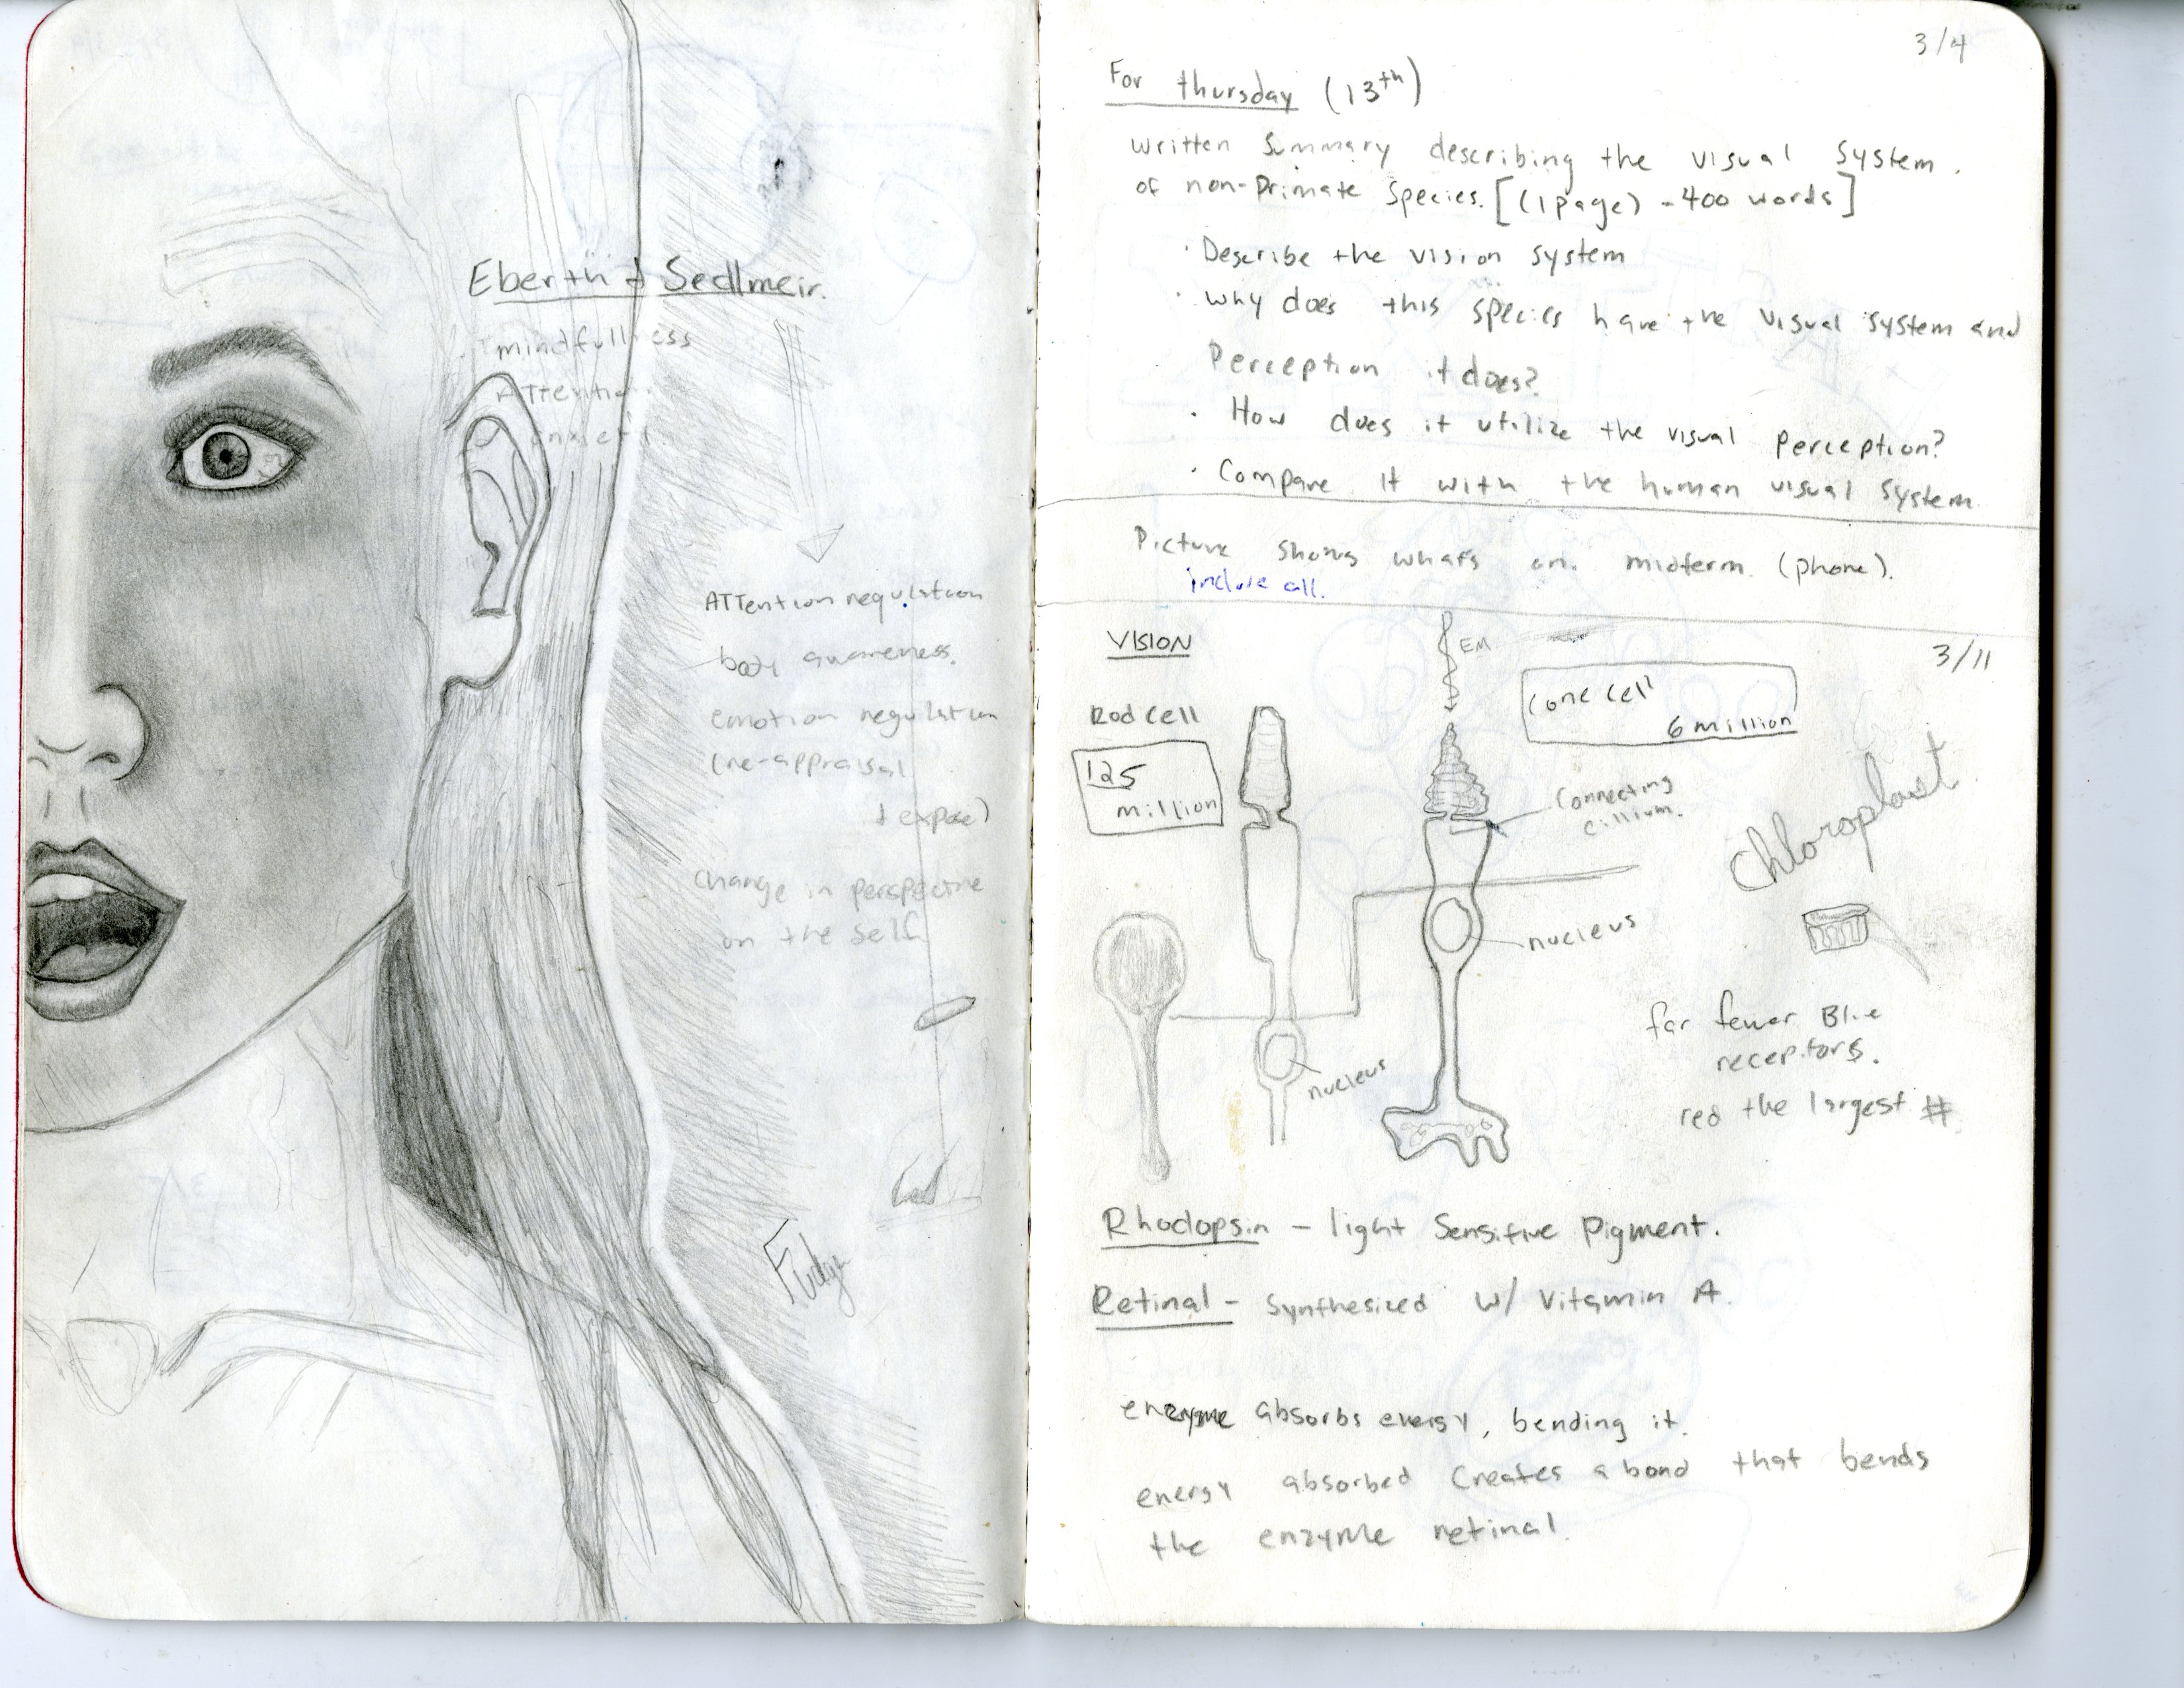 Eberth & Sedlmeir.
mindfullness
Attention
anxiety
Attention regulation
body awareness.
emotion regulation
(re-appraisal
& expose)
change in perspective
on the self
3/4
For thursday (13th)
written Summary describing the visual System.
of non-Primate Species. [(1 page) - 400 words]
· Describe the vision system
· why does this species have the visual system and
Perception it does?
· How does it utilize the visual perception?
· Compare it with the human visual system.
Picture shows whats on midterm. (phone).
include all.
VISION
EM
3/11
Rod cell
125
million
cone cell
6 million
Connecting
cillium.
Chloroplast
nucleus
nucleus
far fewer Blue
receptors.
red the largest #
Rhodopsin - light Sensitive Pigment.
Retinal - Synthesized w/ Vitamin A.
enzyme absorbs energy, bending it.
energy absorbed creates a bond that bends
the enzyme retinal.